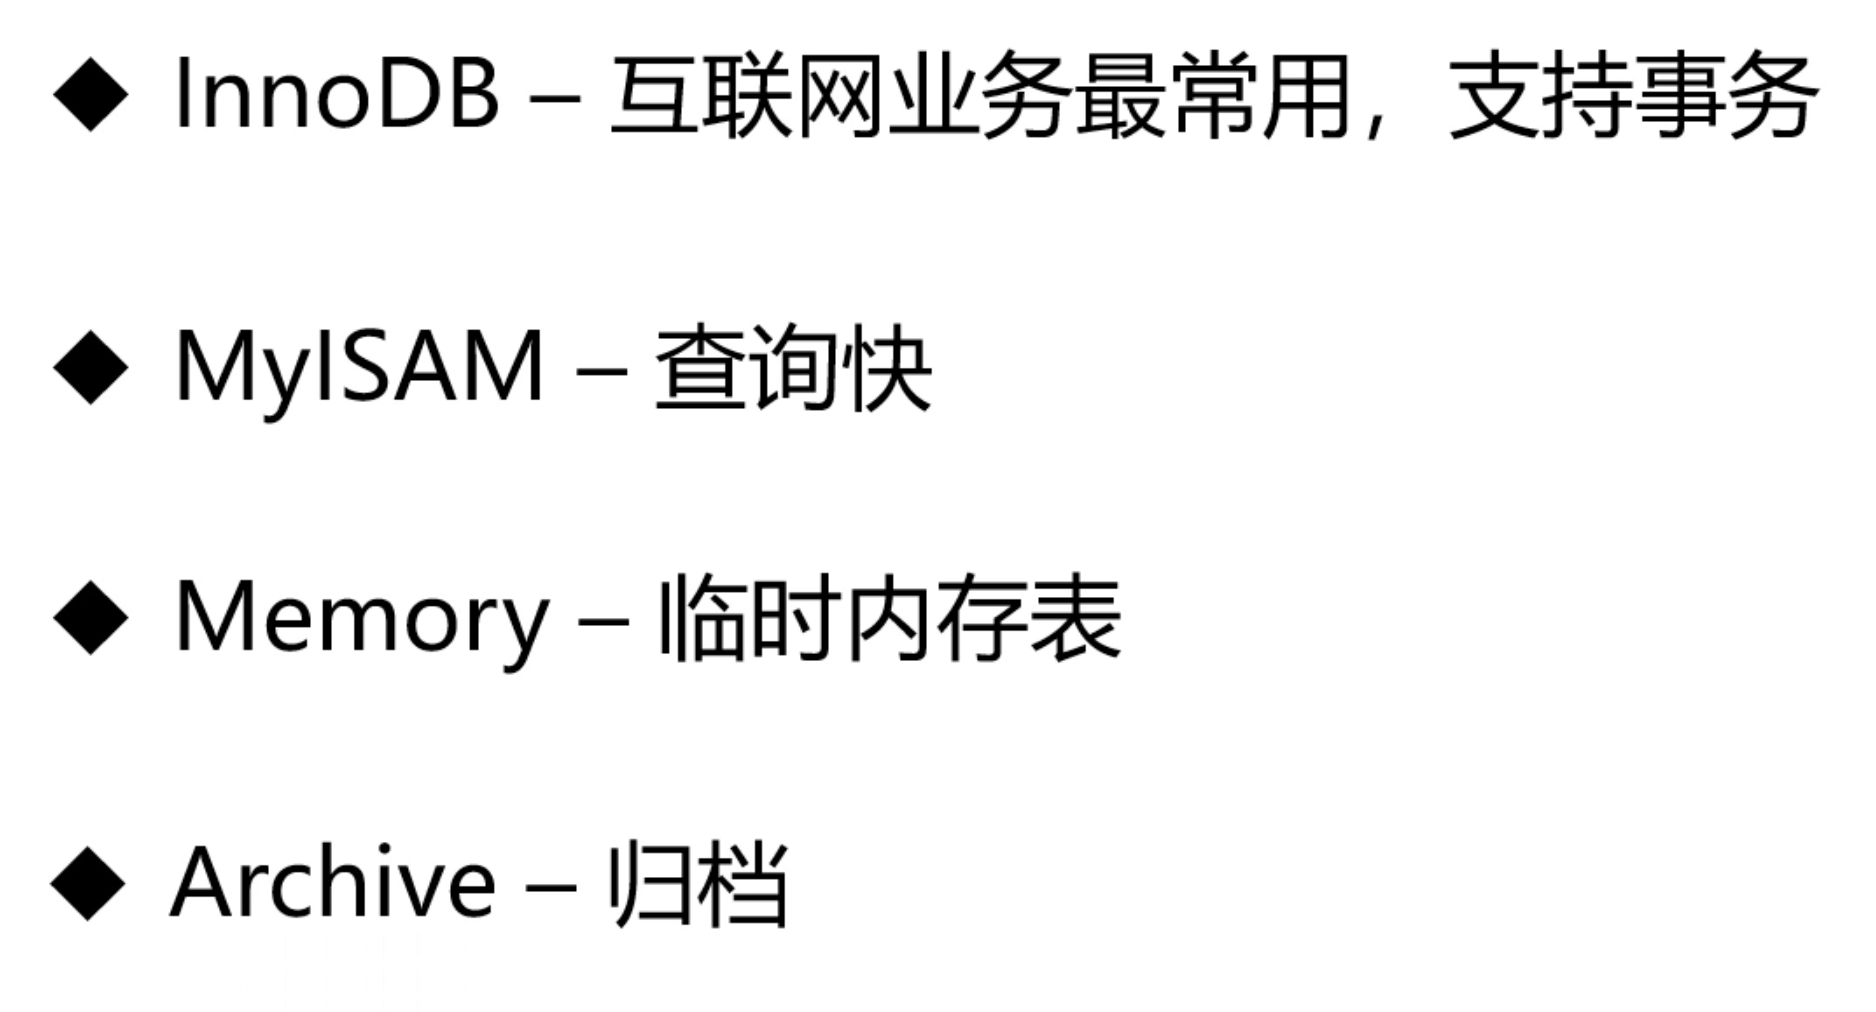 ◆ InnoDB – 互联网业务最常用，支持事务
◆ MyISAM – 查询快
◆ Memory – 临时内存表
◆ Archive – 归档